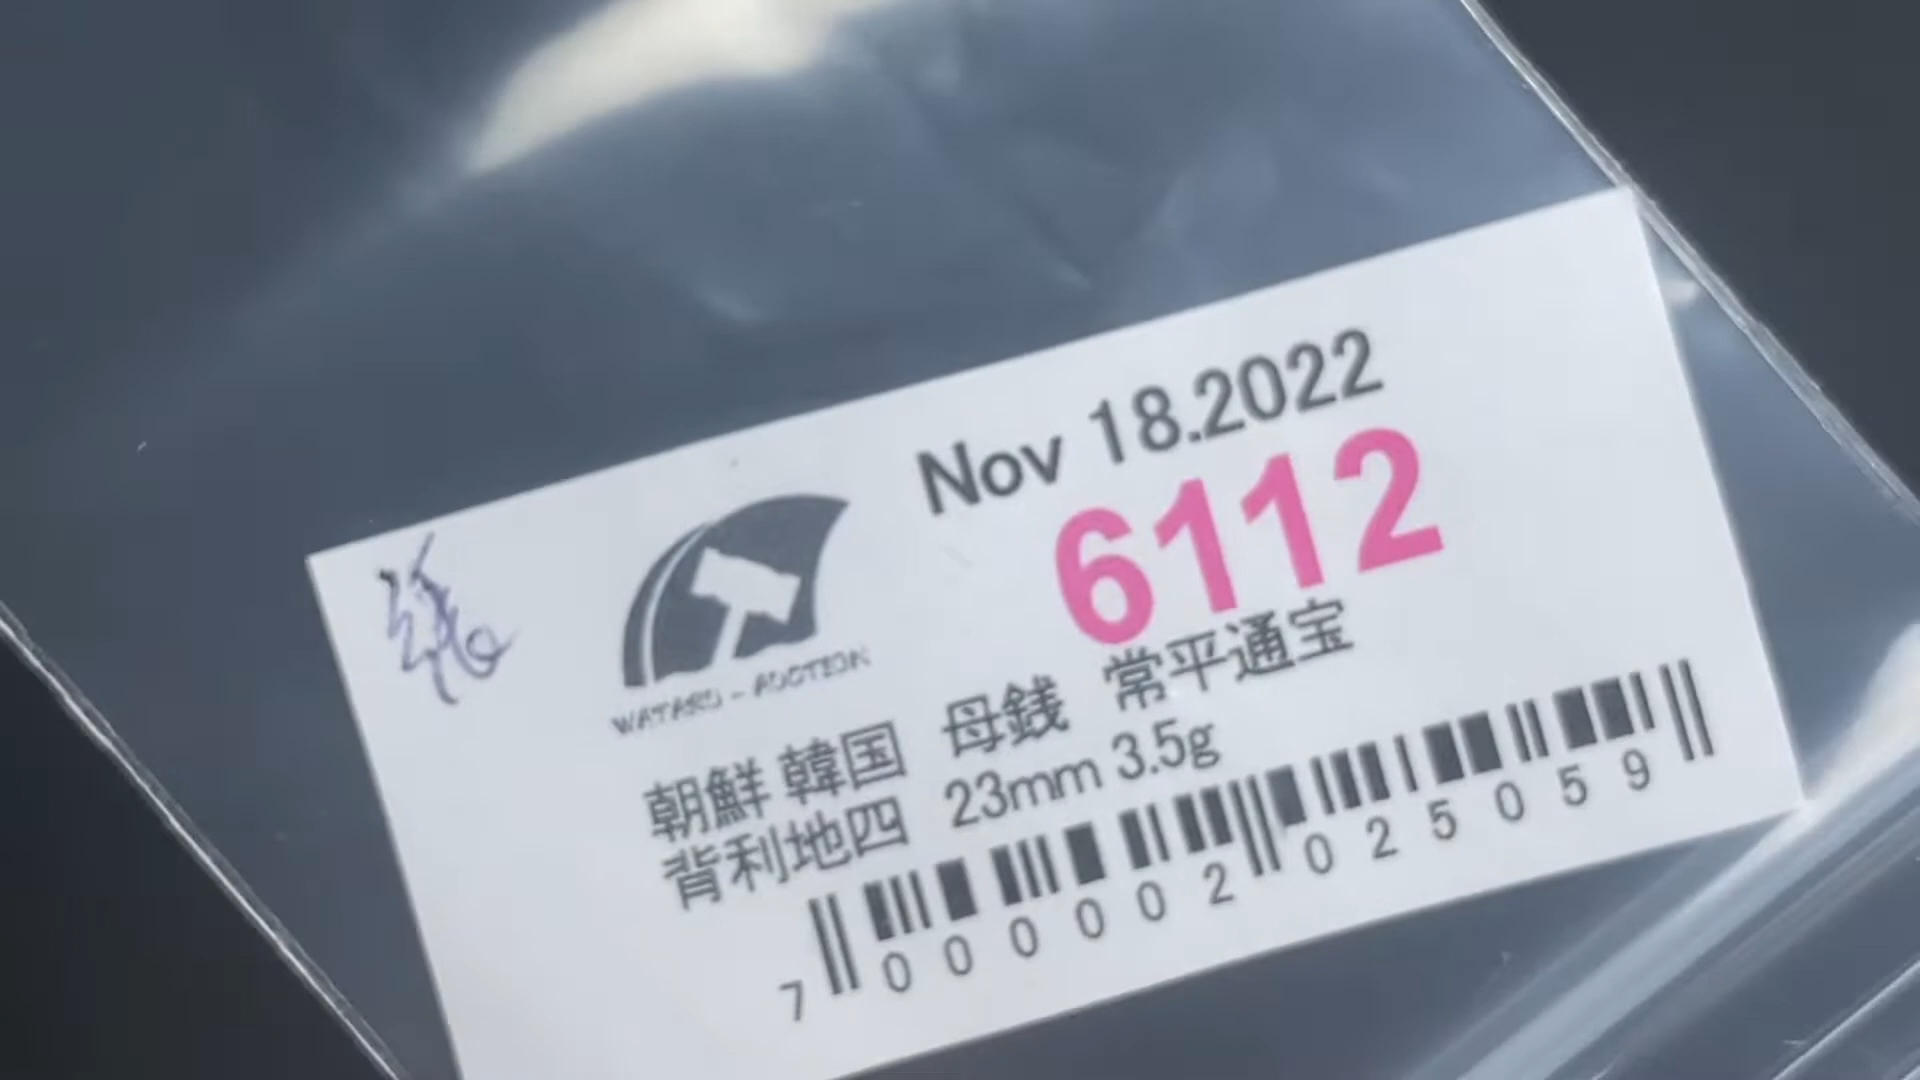 Nov 18.2022
6112
WATARU - AUCTION
朝鮮 韓国 母銭 常平通宝
背利地四 23mm 3.5g
7 000002 025059